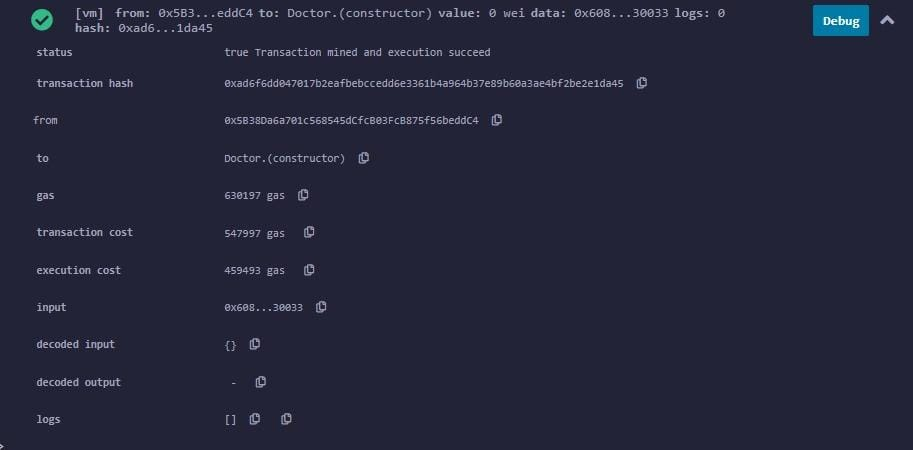 [vm] from: 0x5B3...eddC4 to: Doctor.(constructor) value: 0 wei data: 0x608...30033 logs: 0
hash: 0xad6...1da45
Debug
status true Transaction mined and execution succeed
transaction hash 0xad6f6dd047017b2eafbebccedd6e3361b4a964b37e89b60a3ae4bf2be2e1da45
from 0x5B38Da6a701c568545dCfcB03FcB875f56beddC4
to Doctor.(constructor)
gas 630197 gas
transaction cost 547997 gas
execution cost 459493 gas
input 0x608...30033
decoded input {}
decoded output -
logs []
>